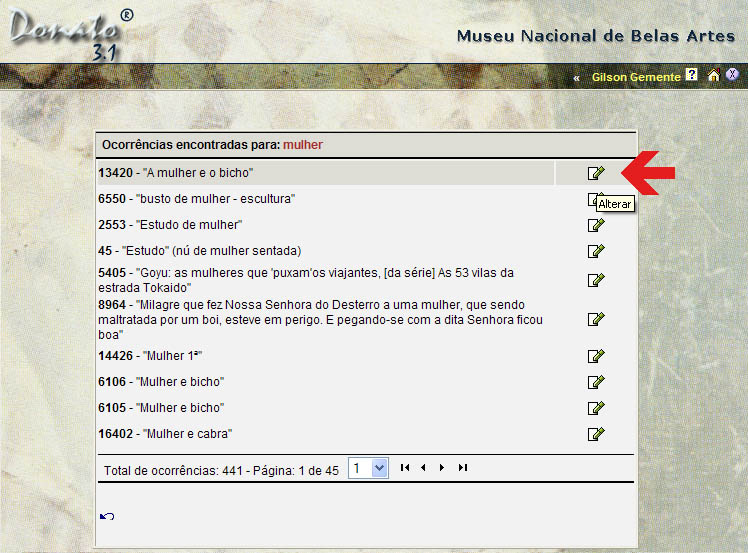 Donato®
3.1
Museu Nacional de Belas Artes
« Gilson Gemente ? X
Ocorrências encontradas para: mulher
13420 - "A mulher e o bicho"
6550 - "busto de mulher - escultura"
Alterar
2553 - "Estudo de mulher"
45 - "Estudo" (nú de mulher sentada)
5405 - "Goyu: as mulheres que 'puxam'os viajantes, [da série] As 53 vilas da
estrada Tokaido"
8964 - "Milagre que fez Nossa Senhora do Desterro a uma mulher, que sendo
maltratada por um boi, esteve em perigo. E pegando-se com a dita Senhora ficou
boa"
14426 - "Mulher 1ª"
6106 - "Mulher e bicho"
6105 - "Mulher e bicho"
16402 - "Mulher e cabra"
Total de ocorrências: 441 - Página: 1 de 45 1